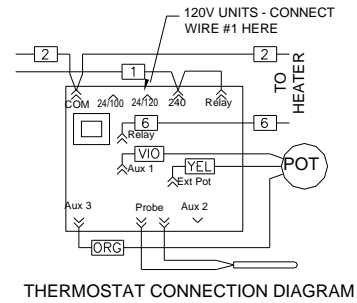 120V UNITS - CONNECT
WIRE #1 HERE
2
2
1
TO
HEATER
COM
24/100
24/120
240
Relay
6
6
Relay
VIO
Aux 1
YEL
POT
Ext Pot
Aux 3
Probe
Aux 2
ORG
THERMOSTAT CONNECTION DIAGRAM